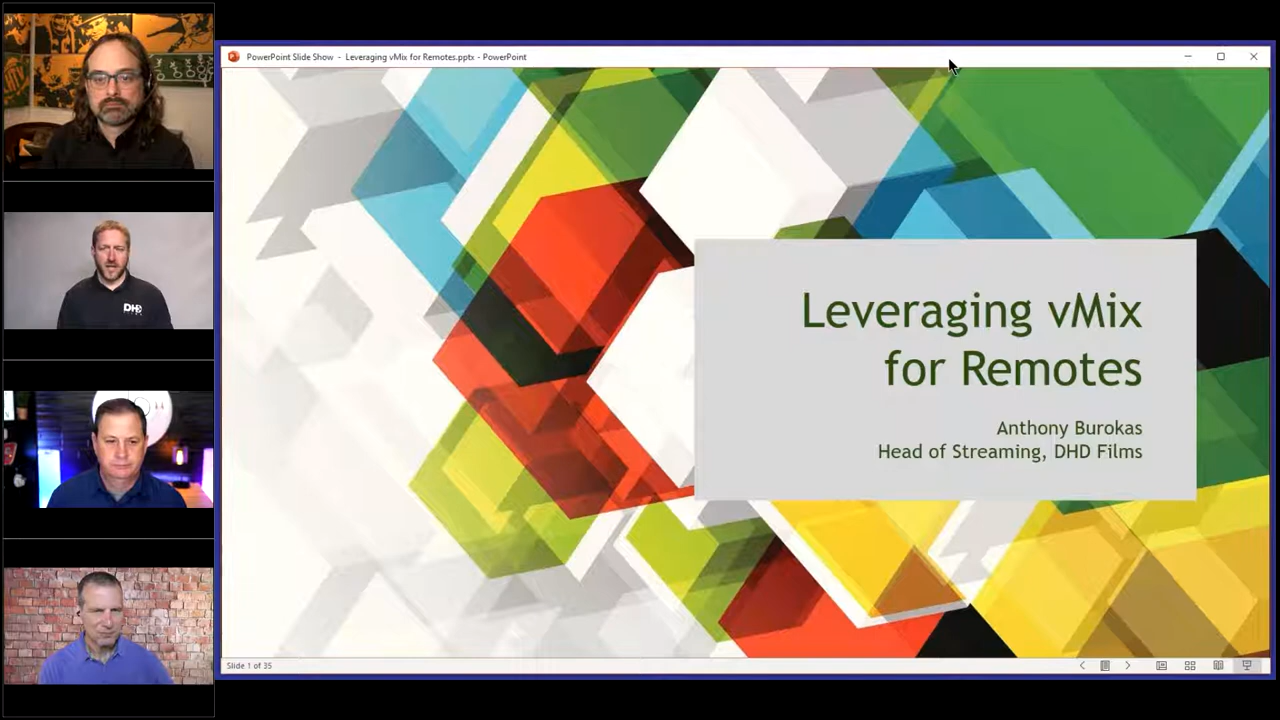 PowerPoint Slide Show - Leveraging vMix for Remotes.pptx - PowerPoint
DHD
Leveraging vMix
for Remotes
Anthony Burokas
Head of Streaming, DHD Films
Slide 1 of 35